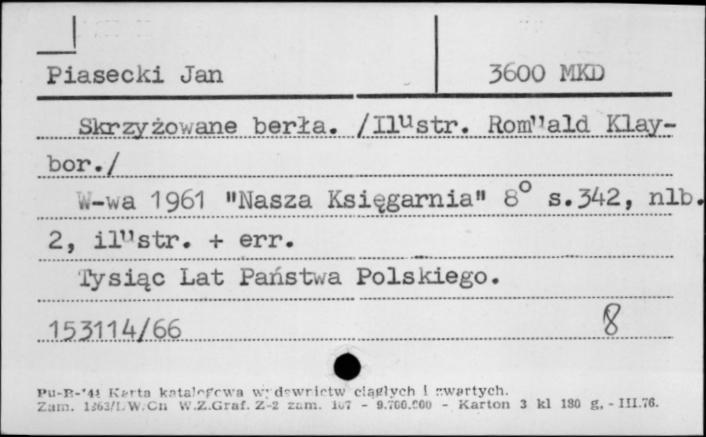 Piasecki Jan 3600 MKD
Skrzyżowane berła. /Ilustr. Romuald Klay-
bor./
W-wa 1961 "Nasza Księgarnia" 8° s.342, nlb.
2, ilustr. + err.
Tysiąc Lat Państwa Polskiego.
153114/66 8
Pu-B-41 Karta katalogowa wydawnictw ciągłych i zwartych.
Zam. W.Cn W.Z.Graf. Z-2 zam. 167 - 9.700.000 - Karton 3 kl 180 g. - III.76.